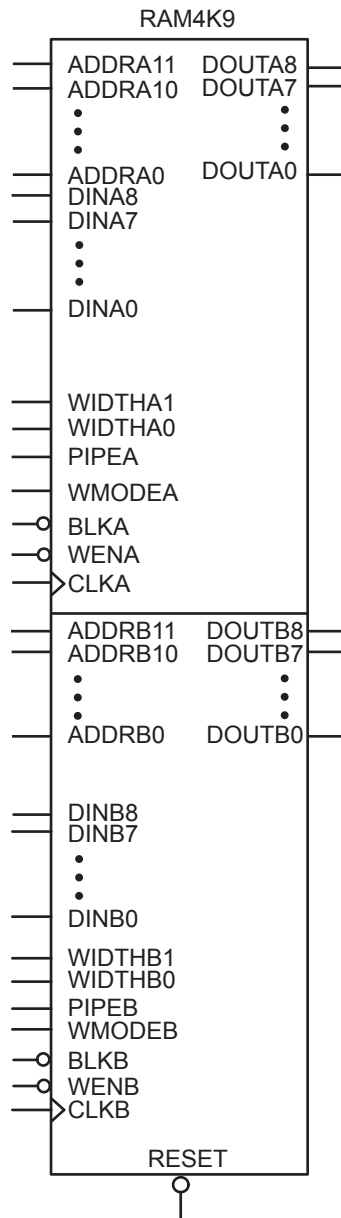 RAM4K9
ADDRA11 DOUTA8
ADDRA10 DOUTA7
ADDRA0 DOUTA0
DINA8
DINA7
DINA0
WIDTHA1
WIDTHA0
PIPEA
WMODEA
BLKA
WENA
CLKA
ADDRB11 DOUTB8
ADDRB10 DOUTB7
ADDRB0 DOUTB0
DINB8
DINB7
DINB0
WIDTHB1
WIDTHB0
PIPEB
WMODEB
BLKB
WENB
CLKB
RESET